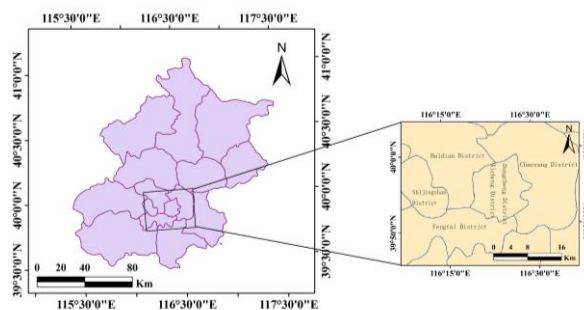 115°30'0"E 116°30'0"E 117°30'0"E
N
41°0'0"N
41°0'0"N
40°30'0"N
40°30'0"N
40°0'0"N
40°0'0"N
39°30'0"N
39°30'0"N
0 20 40 80
Km
115°30'0"E 116°30'0"E 117°30'0"E
116°15'0"E 116°30'0"E
N
Haidian District
Chaoyang District
Shijingshan
District
Xicheng District
Dongcheng District
Fengtai District
0 4 8 16
Km
116°15'0"E 116°30'0"E